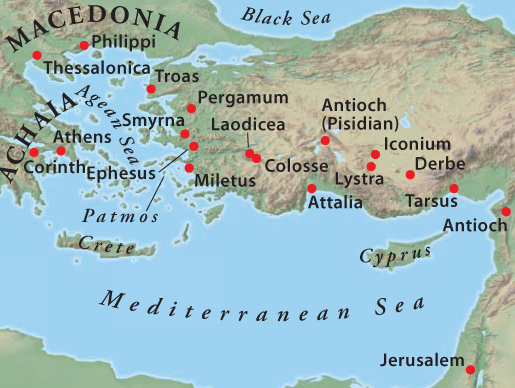 MACEDONIA
Black Sea
Philippi
Thessalonica
Troas
Agean Sea
Pergamum
ACHAIA
Antioch
(Pisidian)
Smyrna
Laodicea
Athens
Iconium
Corinth
Ephesus
Colosse
Derbe
Lystra
Miletus
Attalia
Tarsus
Patmos
Antioch
Crete
Cyprus
Mediterranean Sea
Jerusalem